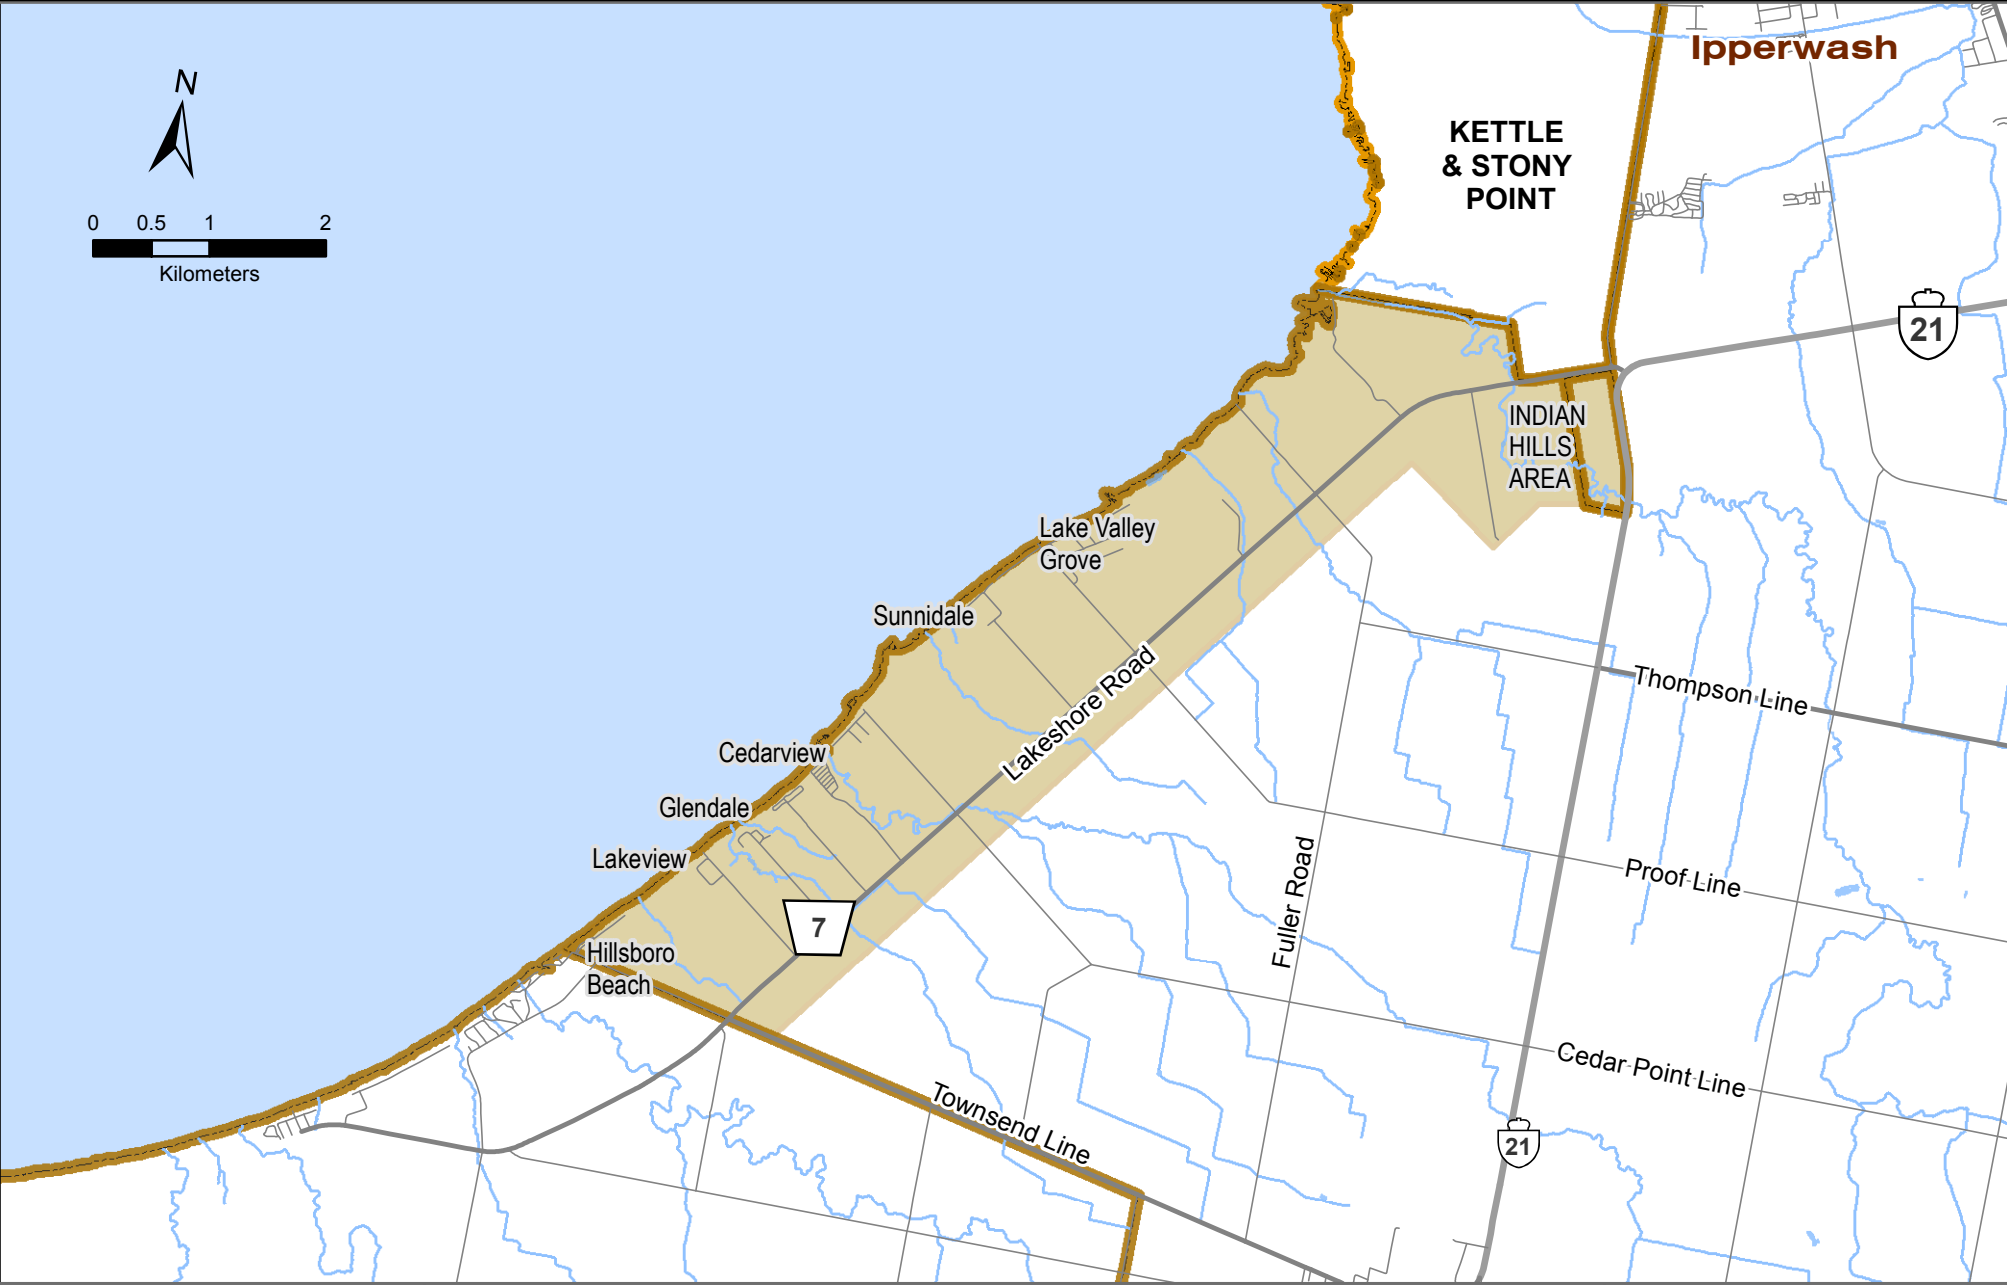 Ipperwash
N
KETTLE
& STONY
POINT
0 0.5 1 2
Kilometers
21
INDIAN
HILLS
AREA
Lake Valley
Grove
Sunnidale
Lakeshore Road
Thompson Line
Cedarview
Glendale
Lakeview
Proof Line
Fuller Road
7
Hillsboro
Beach
Cedar Point Line
Townsend Line
21